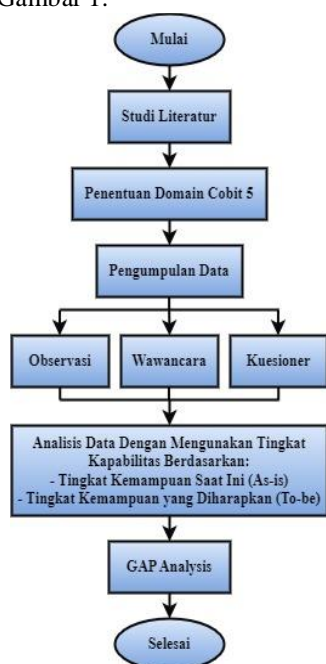 Gambar 1.
Mulai
Studi Literatur
Penentuan Domain Cobit 5
Pengumpulan Data
Observasi
Wawancara
Kuesioner
Analisis Data Dengan Mengunakan Tingkat
Kapabilitas Berdasarkan:
- Tingkat Kemampuan Saat Ini (As-is)
- Tingkat Kemampuan yang Diharapkan (To-be)
GAP Analysis
Selesai